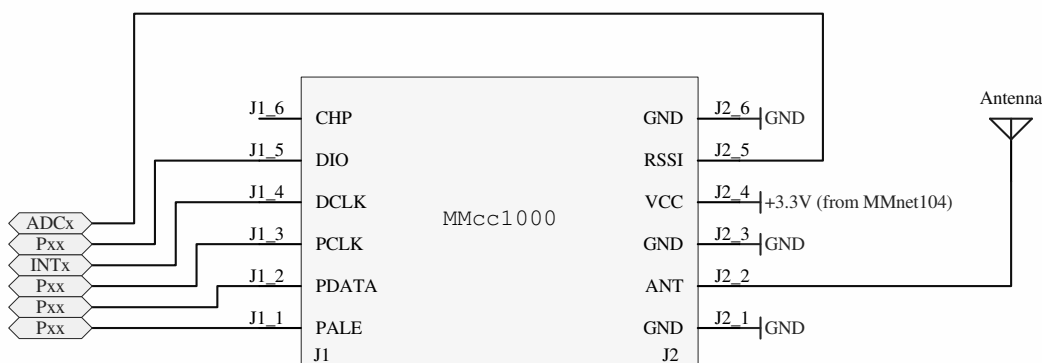 Antenna
J1_6 CHP GND J2_6 GND
J1_5 DIO RSSI J2_5
J1_4 DCLK VCC J2_4 +3.3V (from MMnet104)
ADCx MMcc1000
Pxx J1_3 PCLK GND J2_3 GND
INTx
Pxx J1_2 PDATA ANT J2_2
Pxx
Pxx J1_1 PALE GND J2_1 GND
J1 J2